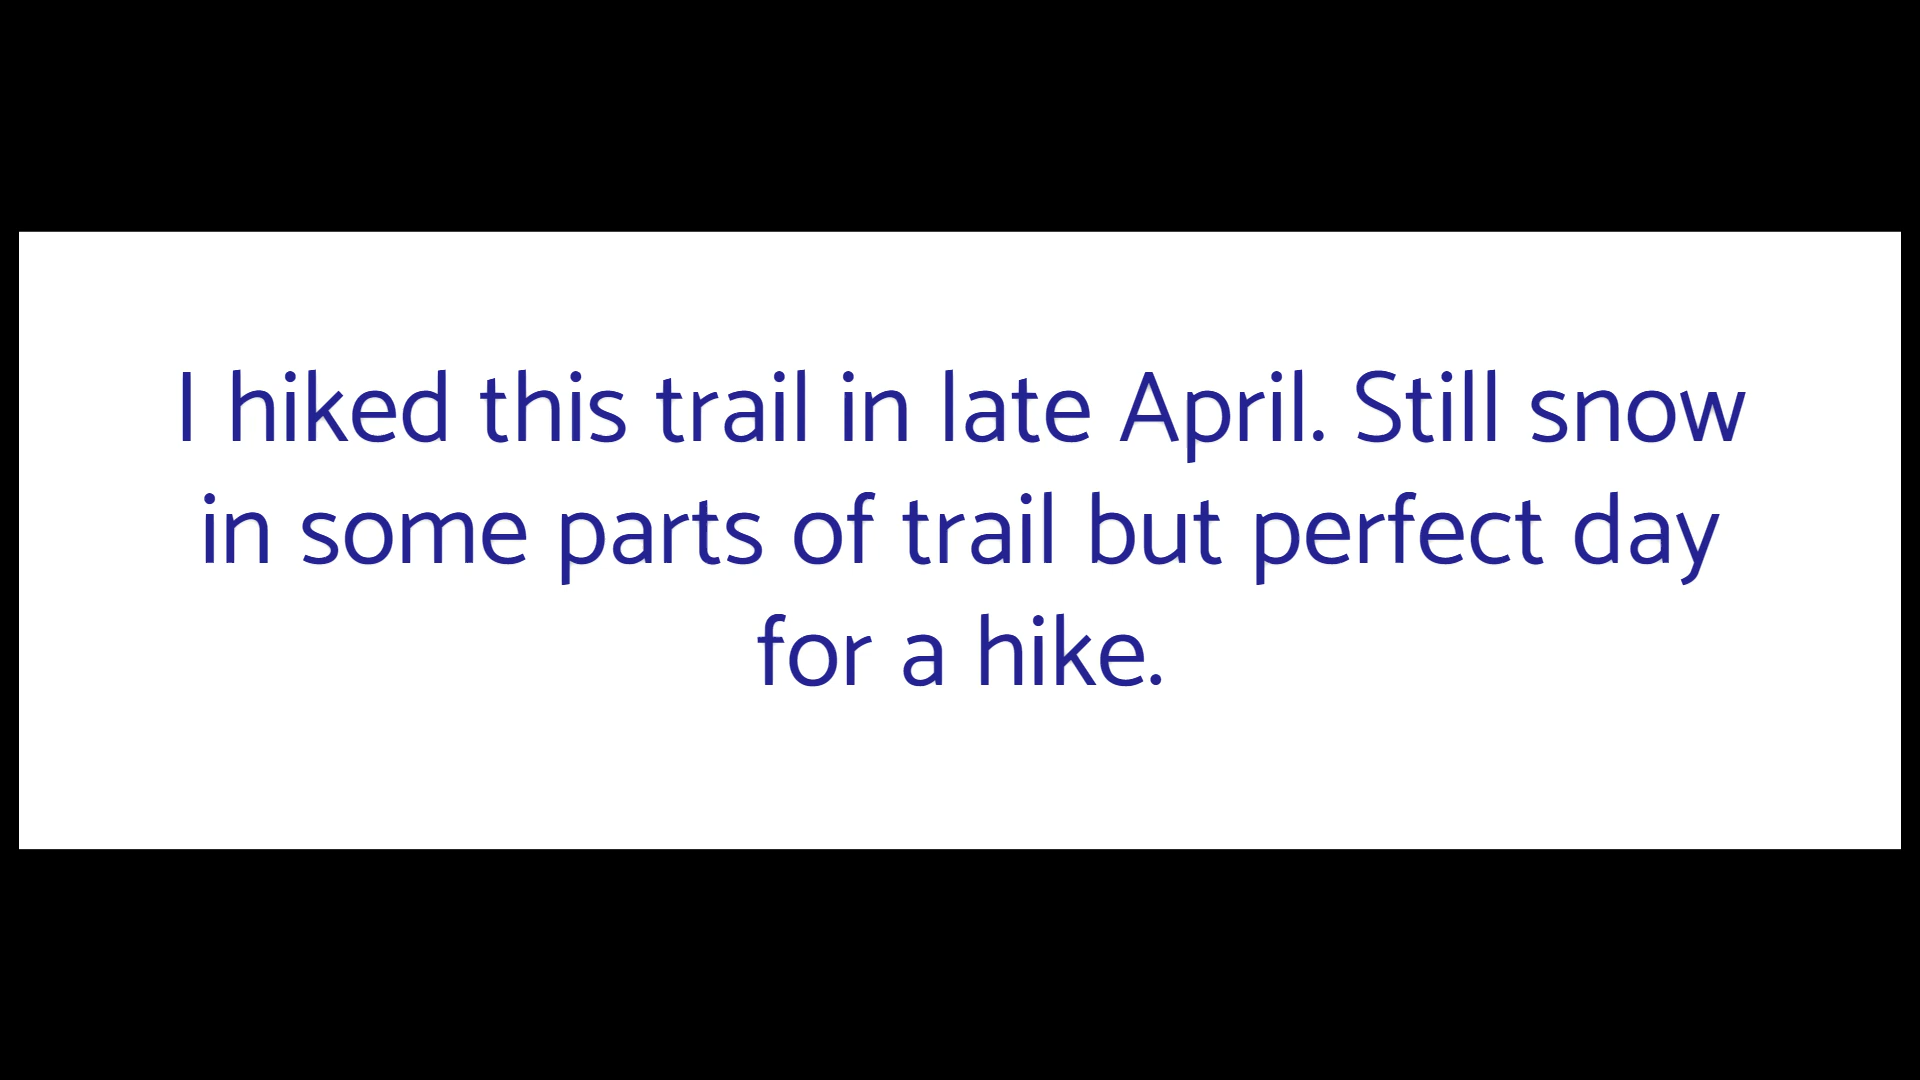 I hiked this trail in late April. Still snow
in some parts of trail but perfect day
for a hike.